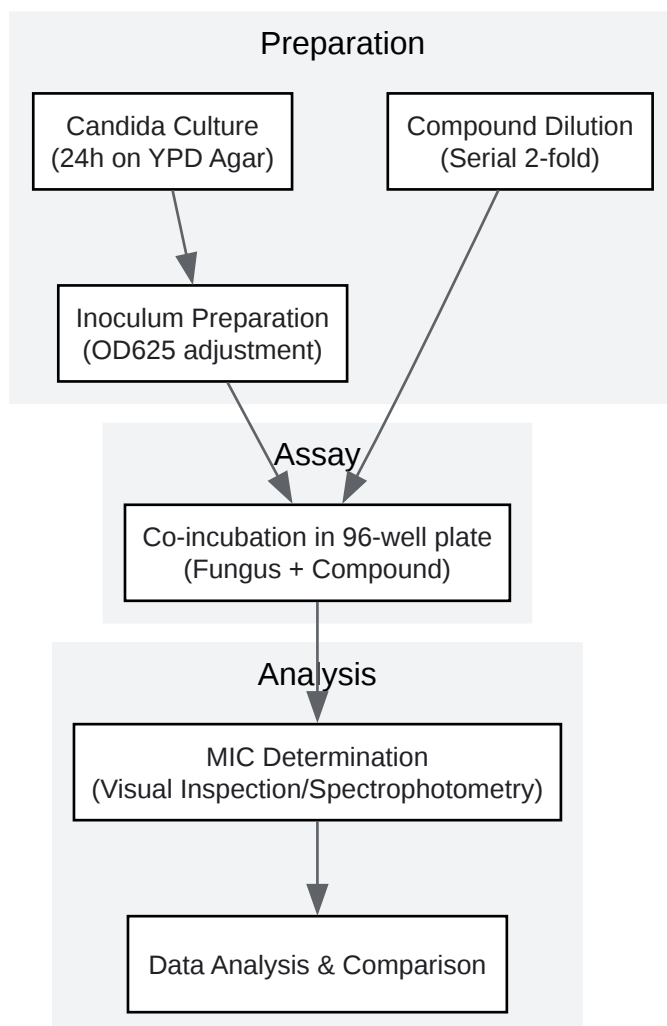 Preparation
Candida Culture
(24h on YPD Agar)
Compound Dilution
(Serial 2-fold)
Inoculum Preparation
(OD625 adjustment)
Assay
Co-incubation in 96-well plate
(Fungus + Compound)
Analysis
MIC Determination
(Visual Inspection/Spectrophotometry)
Data Analysis & Comparison